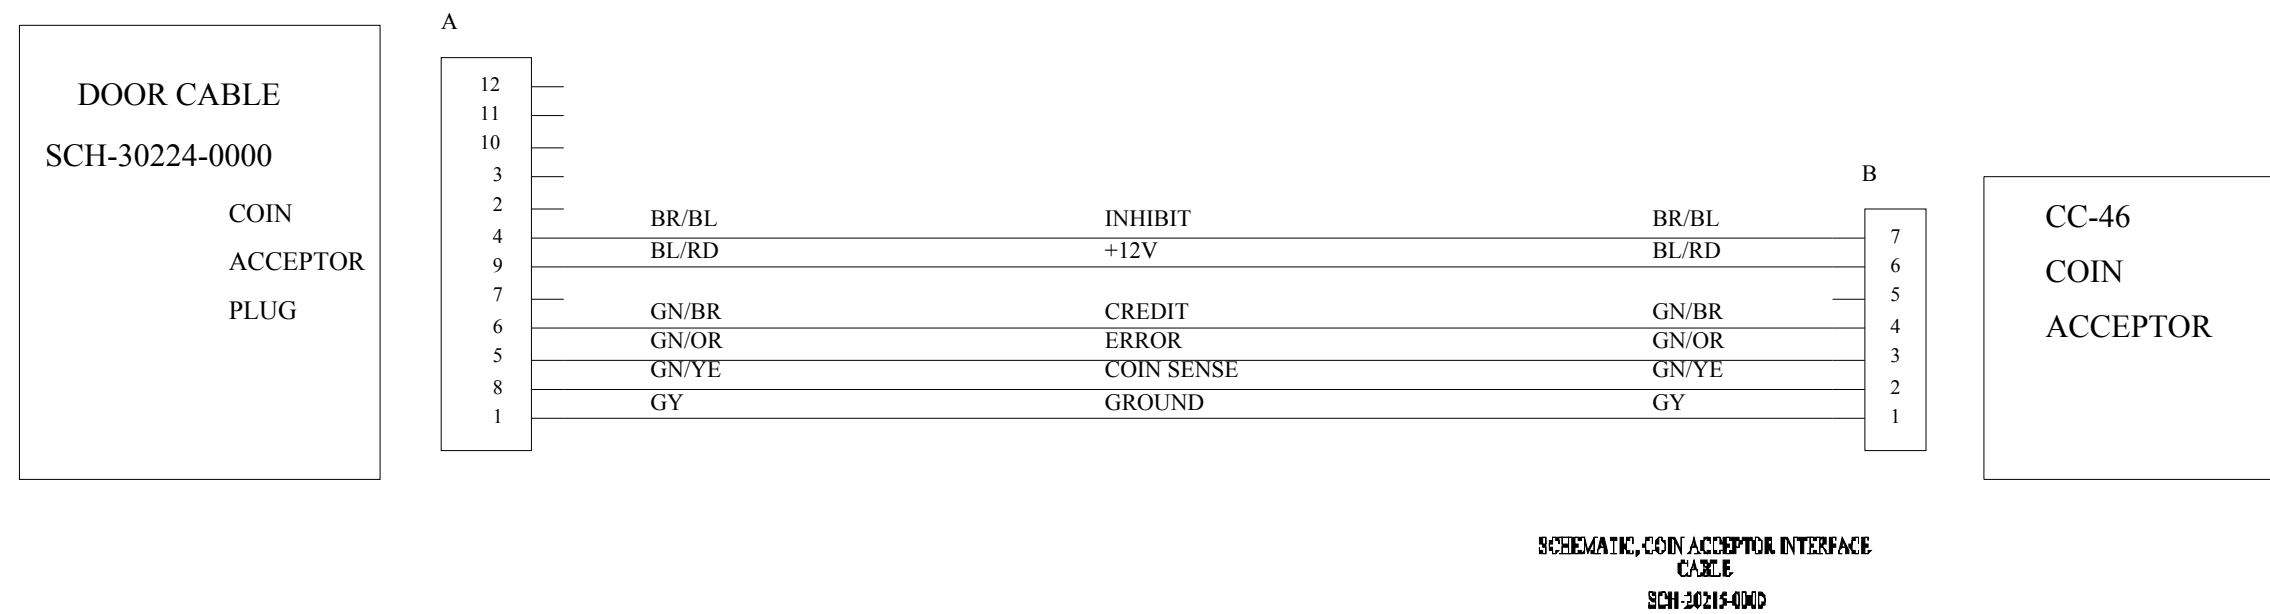 A
DOOR CABLE
SCH-30224-0000
COIN
ACCEPTOR
PLUG
12
11
10
3
2
4
9
7
6
5
8
1
BR/BL INHIBIT BR/BL
BL/RD +12V BL/RD
GN/BR CREDIT GN/BR
GN/OR ERROR GN/OR
GN/YE COIN SENSE GN/YE
GY GROUND GY
B
7
6
5
4
3
2
1
CC-46
COIN
ACCEPTOR
SCHEMATIC, COIN ACCEPTOR INTERFACE
CABLE